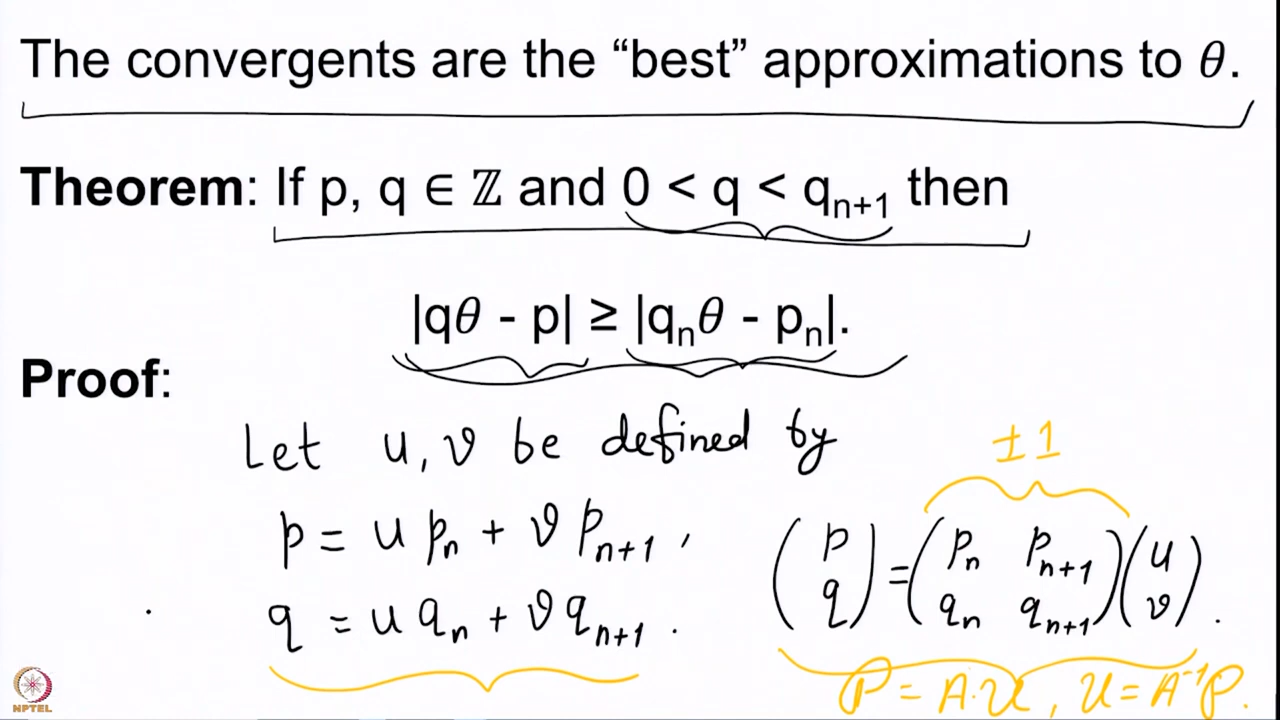 The convergents are the “best” approximations to θ.
Theorem: If p, q ∈ ℤ and 0 < q < qₙ₊₁ then
|qθ - p| ≥ |qₙθ - pₙ|.
Proof:
Let u, v be defined by
±1
p = u pₙ + v pₙ₊₁ ,
q = u qₙ + v qₙ₊₁ .
(p q) = (pₙ pₙ₊₁ qₙ qₙ₊₁)(u v) .
P = A·U , U = A⁻¹P.
NPTEL